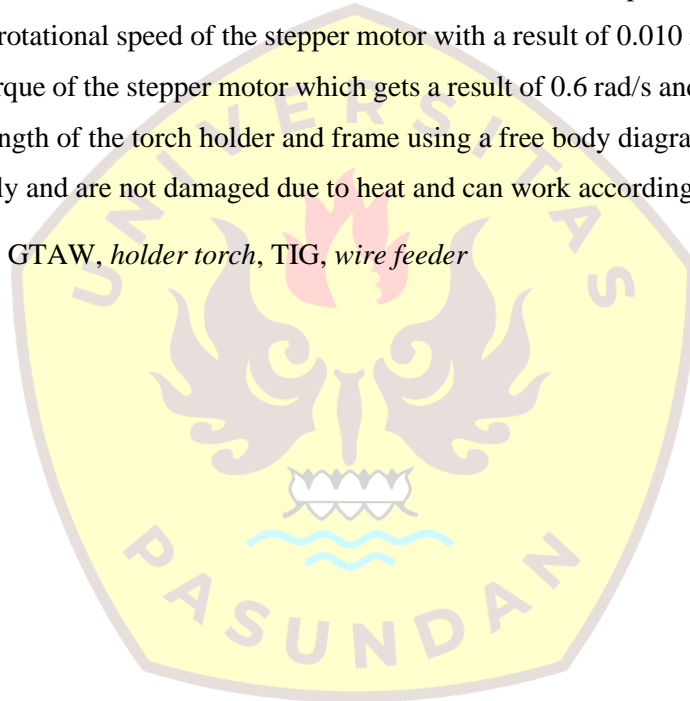 rotational speed of the stepper motor with a result of 0.010
rque of the stepper motor which gets a result of 0.6 rad/s and
ngth of the torch holder and frame using a free body diagra
ly and are not damaged due to heat and can work according
GTAW, holder torch, TIG, wire feeder
UNIVERSITAS
PASUNDAN